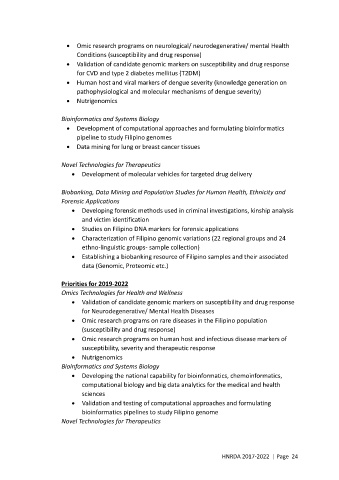 • Omic research programs on neurological/ neurodegenerative/ mental Health
Conditions (susceptibility and drug response)
• Validation of candidate genomic markers on susceptibility and drug response
for CVD and type 2 diabetes mellitus (T2DM)
• Human host and viral markers of dengue severity (knowledge generation on
pathophysiological and molecular mechanisms of dengue severity)
• Nutrigenomics
Bioinformatics and Systems Biology
• Development of computational approaches and formulating bioinformatics
pipeline to study Filipino genomes
• Data mining for lung or breast cancer tissues
Novel Technologies for Therapeutics
• Development of molecular vehicles for targeted drug delivery
Biobanking, Data Mining and Population Studies for Human Health, Ethnicity and
Forensic Applications
• Developing forensic methods used in criminal investigations, kinship analysis
and victim identification
• Studies on Filipino DNA markers for forensic applications
• Characterization of Filipino genomic variations (22 regional groups and 24
ethno-linguistic groups- sample collection)
• Establishing a biobanking resource of Filipino samples and their associated
data (Genomic, Proteomic etc.)
Priorities for 2019-2022
Omics Technologies for Health and Wellness
• Validation of candidate genomic markers on susceptibility and drug response
for Neurodegenerative/ Mental Health Diseases
• Omic research programs on rare diseases in the Filipino population
(susceptibility and drug response)
• Omic research programs on human host and infectious disease markers of
susceptibility, severity and therapeutic response
• Nutrigenomics
Bioinformatics and Systems Biology
• Developing the national capability for bioinformatics, chemoinformatics,
computational biology and big data analytics for the medical and health
sciences
• Validation and testing of computational approaches and formulating
bioinformatics pipelines to study Filipino genome
Novel Technologies for Therapeutics
HNRDA 2017-2022 | Page 24